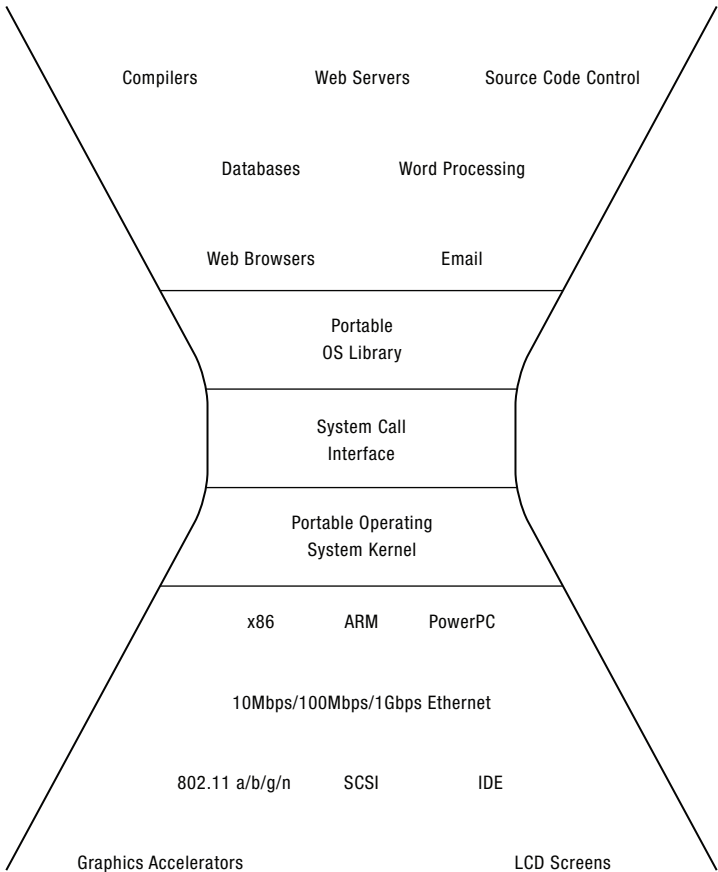 Compilers Web Servers Source Code Control
Databases Word Processing
Web Browsers Email
Portable
OS Library
System Call
Interface
Portable Operating
System Kernel
x86 ARM PowerPC
10Mbps/100Mbps/1Gbps Ethernet
802.11 a/b/g/n SCSI IDE
Graphics Accelerators LCD Screens